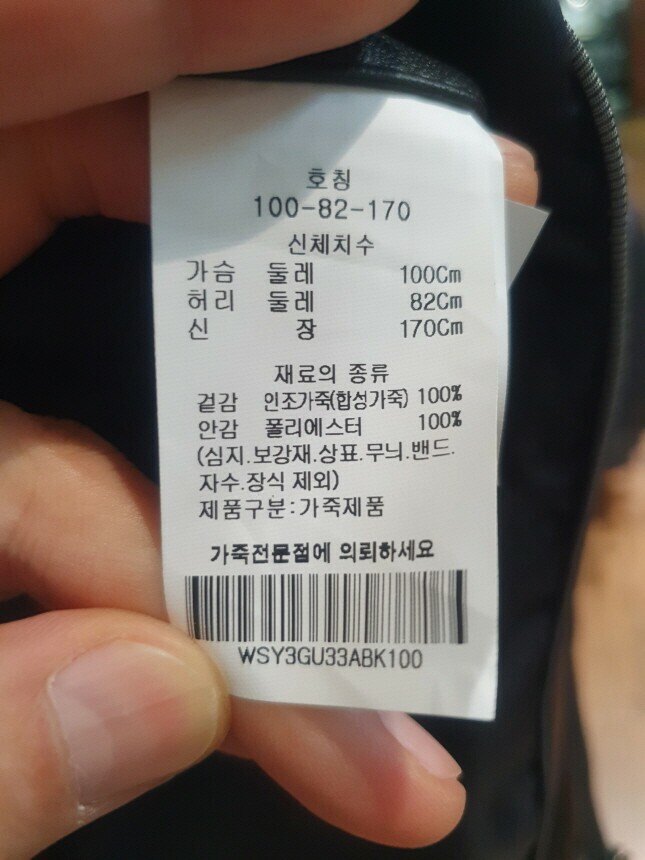 호칭
100-82-170
신체치수
가슴 둘레 100Cm
허리 둘레 82Cm
신 장 170Cm
재료의 종류
겉감 인조가죽(합성가죽) 100%
안감 폴리에스터 100%
(심지.보강재.상표.무늬.밴드.
자수.장식 제외)
제품구분:가죽제품
가죽전문점에 의뢰하세요
WSY3GU33ABK100